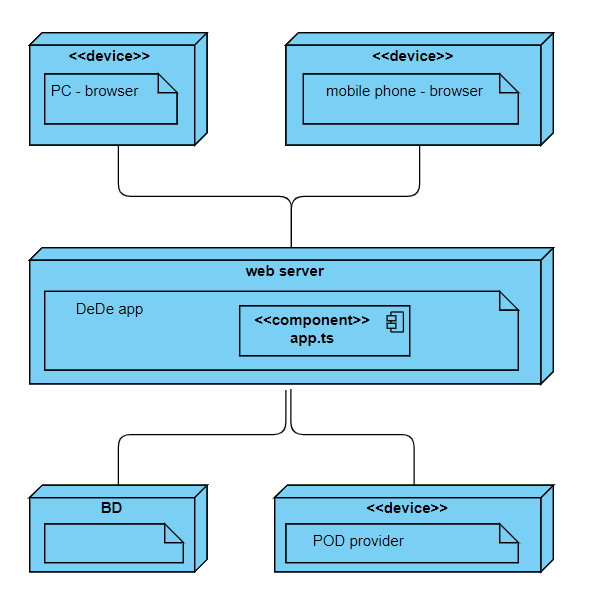 <<device>>
PC - browser
<<device>>
mobile phone - browser
web server
DeDe app
<<component>>
app.ts
BD
<<device>>
POD provider